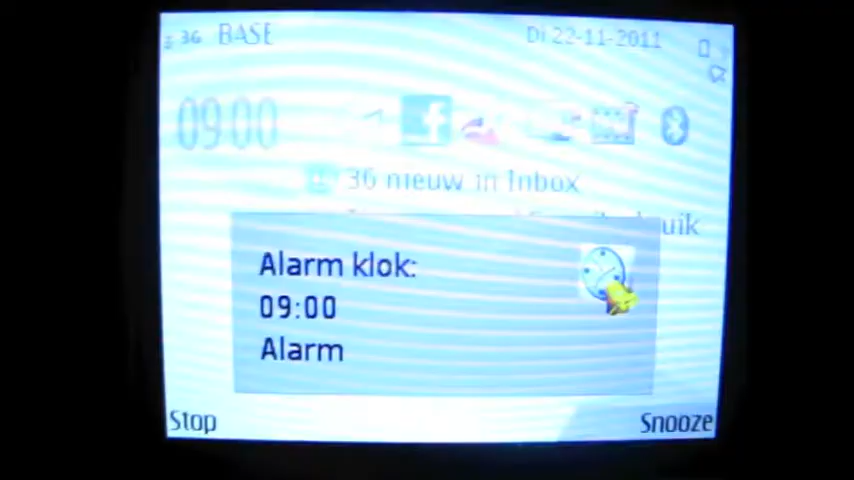 3G BASE
Di 22-11-2011
09:00
36 nieuw in Inbox
uik
Alarm klok:
09:00
Alarm
Stop
Snooze